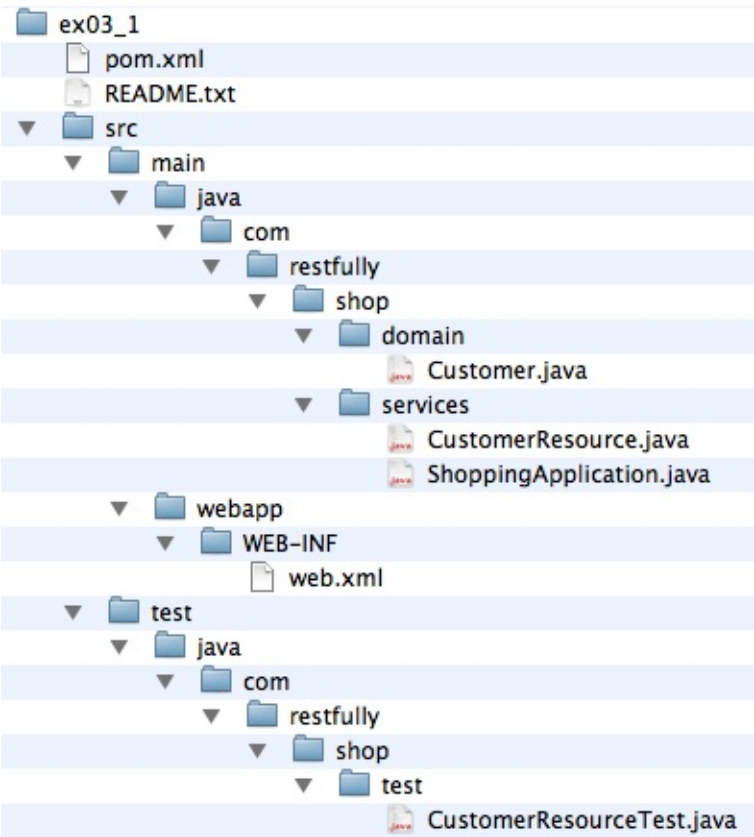 ex03_1
pom.xml
README.txt
src
main
java
com
restfully
shop
domain
Customer.java
services
CustomerResource.java
ShoppingApplication.java
webapp
WEB-INF
web.xml
test
java
com
restfully
shop
test
CustomerResourceTest.java